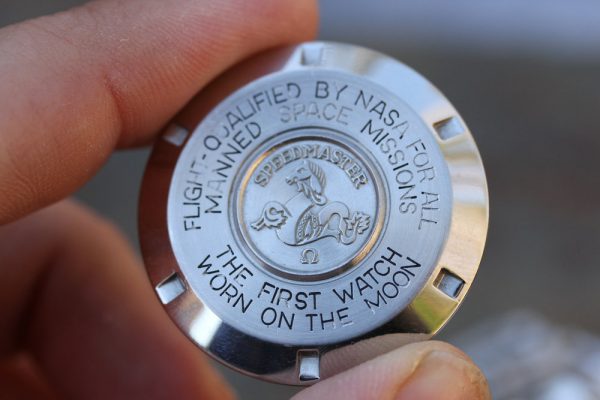 FLIGHT-QUALIFIED BY NASA FOR ALL
MANNED SPACE MISSIONS
SPEEDMASTER
Ω
THE FIRST WATCH
WORN ON THE MOON